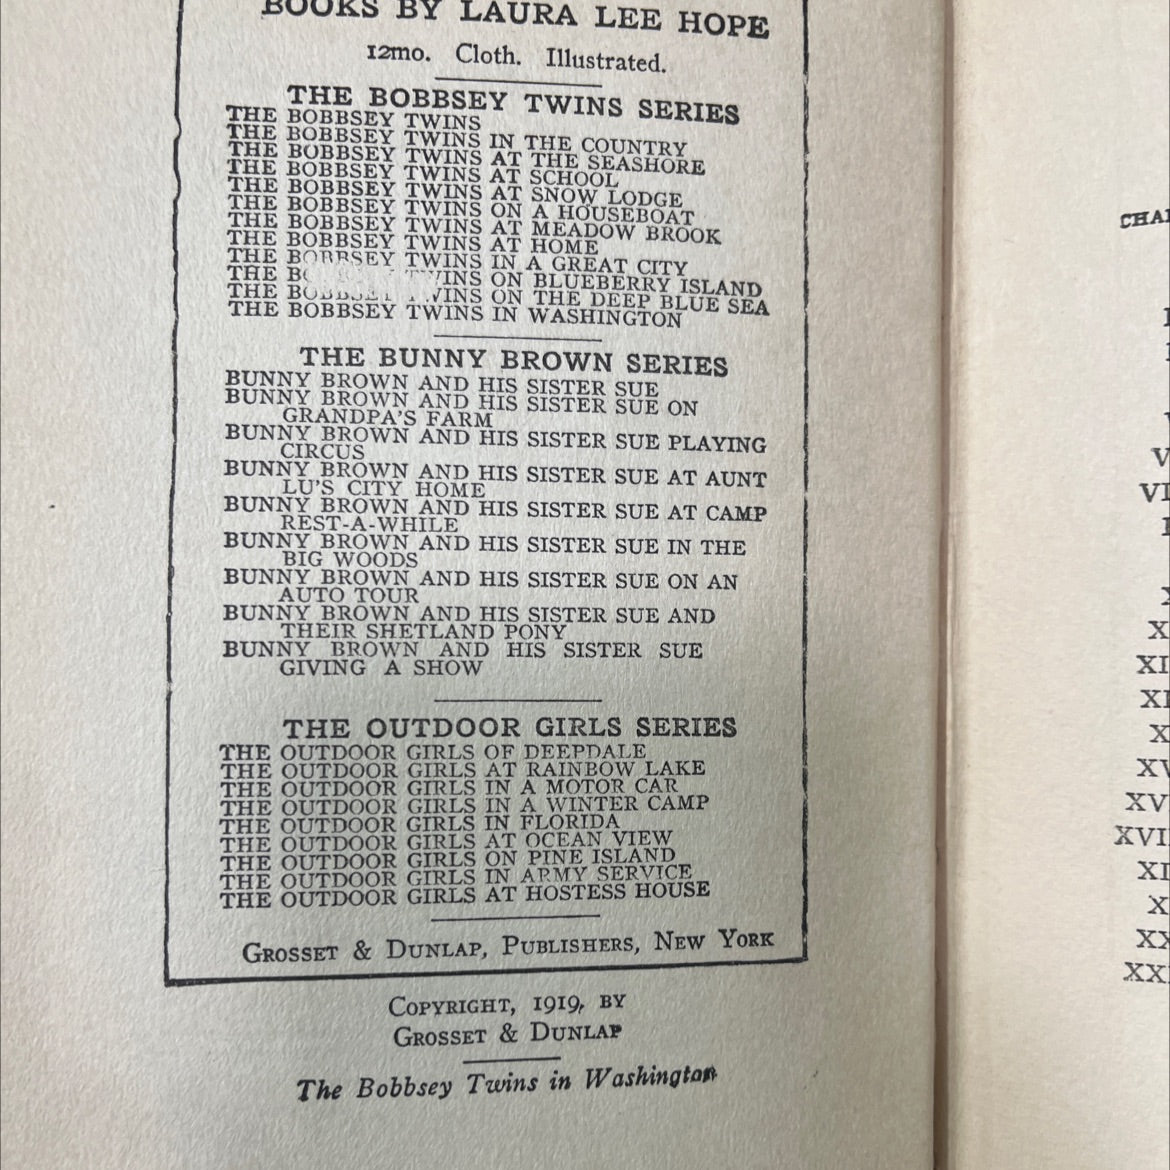 BOOKS BY LAURA LEE HOPE
12mo. Cloth. Illustrated.
THE BOBBSEY TWINS SERIES
THE BOBBSEY TWINS
THE BOBBSEY TWINS IN THE COUNTRY
THE BOBBSEY TWINS AT THE SEASHORE
THE BOBBSEY TWINS AT SCHOOL
THE BOBBSEY TWINS AT SNOW LODGE
THE BOBBSEY TWINS ON A HOUSEBOAT
THE BOBBSEY TWINS AT MEADOW BROOK
THE BOBBSEY TWINS AT HOME
THE BOBBSEY TWINS IN A GREAT CITY
THE TWINS ON BLUEBERRY ISLAND
THE BOBBSEY TWINS ON THE DEEP BLUE SEA
THE BOBBSEY TWINS IN WASHINGTON
THE BUNNY BROWN SERIES
BUNNY BROWN AND HIS SISTER SUE
BUNNY BROWN AND HIS SISTER SUE ON
GRANDPA'S FARM
BUNNY BROWN AND HIS SISTER SUE PLAYING
CIRCUS
BUNNY BROWN AND HIS SISTER SUE AT AUNT
LU'S CITY HOME
BUNNY BROWN AND HIS SISTER SUE AT CAMP
REST-A-WHILE
BUNNY BROWN AND HIS SISTER SUE IN THE
BIG WOODS
BUNNY BROWN AND HIS SISTER SUE ON AN
AUTO TOUR
BUNNY BROWN AND HIS SISTER SUE AND
THEIR SHETLAND PONY
BUNNY BROWN AND HIS SISTER SUE
GIVING A SHOW
THE OUTDOOR GIRLS SERIES
THE OUTDOOR GIRLS OF DEEPDALE
THE OUTDOOR GIRLS AT RAINBOW LAKE
THE OUTDOOR GIRLS IN A MOTOR CAR
THE OUTDOOR GIRLS IN A WINTER CAMP
THE OUTDOOR GIRLS IN FLORIDA
THE OUTDOOR GIRLS AT OCEAN VIEW
THE OUTDOOR GIRLS ON PINE ISLAND
THE OUTDOOR GIRLS IN ARMY SERVICE
THE OUTDOOR GIRLS AT HOSTESS HOUSE
GROSSET & DUNLAP, PUBLISHERS, NEW YORK
COPYRIGHT, 1919, BY
GROSSET & DUNLAP
The Bobbsey Twins in Washington